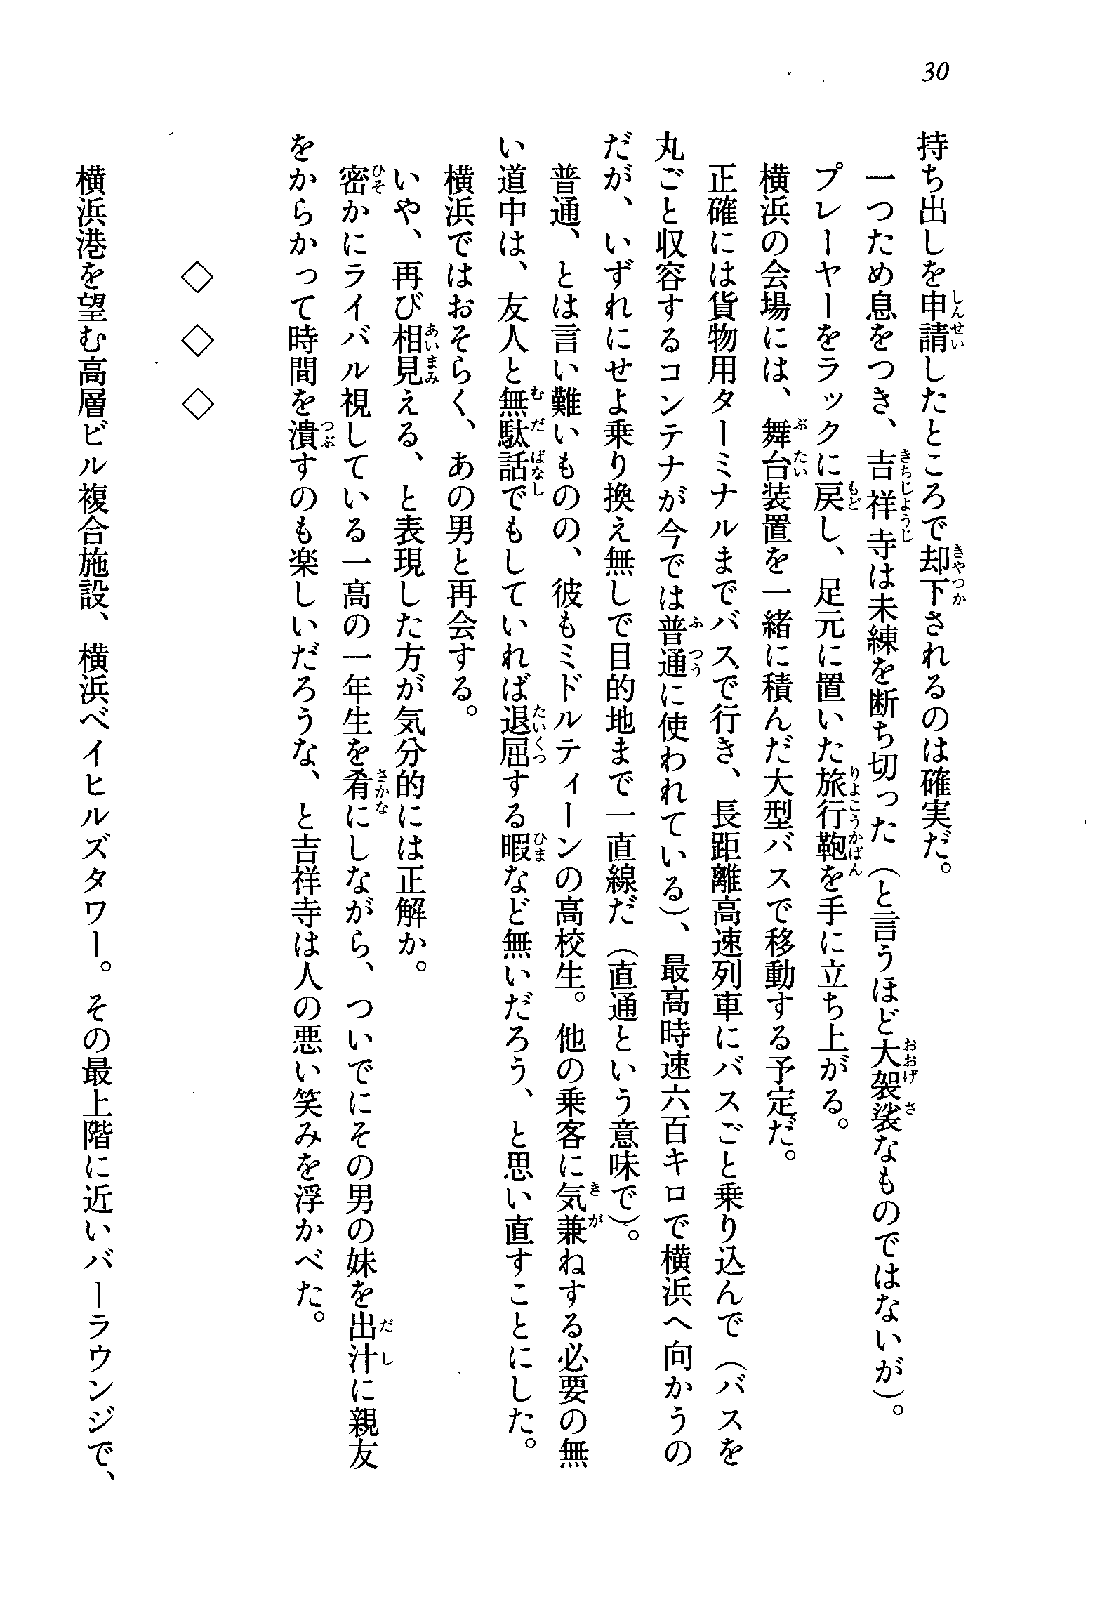 30
持ち出しを申請したところで却下されるのは確実だ。
一つため息をつき、吉祥寺は未練を断ち切った（と言うほど大袈裟なものではないが）。
プレーヤーをラックに戻し、足元に置いた旅行鞄を手に立ち上がる。
横浜の会場には、舞台装置を一緒に積んだ大型バスで移動する予定だ。
正確には貨物用ターミナルまでバスで行き、長距離高速列車にバスごと乗り込んで（バスを
丸ごと収容するコンテナが今では普通に使われている）、最高時速六百キロで横浜へ向かうの
だが、いずれにせよ乗り換え無しで目的地まで一直線だ（直通という意味で）。
普通、とは言い難いものの、彼もミドルティーンの高校生。他の乗客に気兼ねする必要の無
い道中は、友人と無駄話でもしていれば退屈する暇など無いだろう、と思い直すことにした。
横浜ではおそらく、あの男と再会する。
いや、再び相見える、と表現した方が気分的には正解か。
密かにライバル視している一高の一年生を肴にしながら、ついでにその男の妹を出汁に親友
をからかって時間を潰すのも楽しいだろうな、と吉祥寺は人の悪い笑みを浮かべた。
◇　◇　◇
横浜港を望む高層ビル複合施設、横浜ベイヒルズタワー。その最上階に近いバーラウンジで、